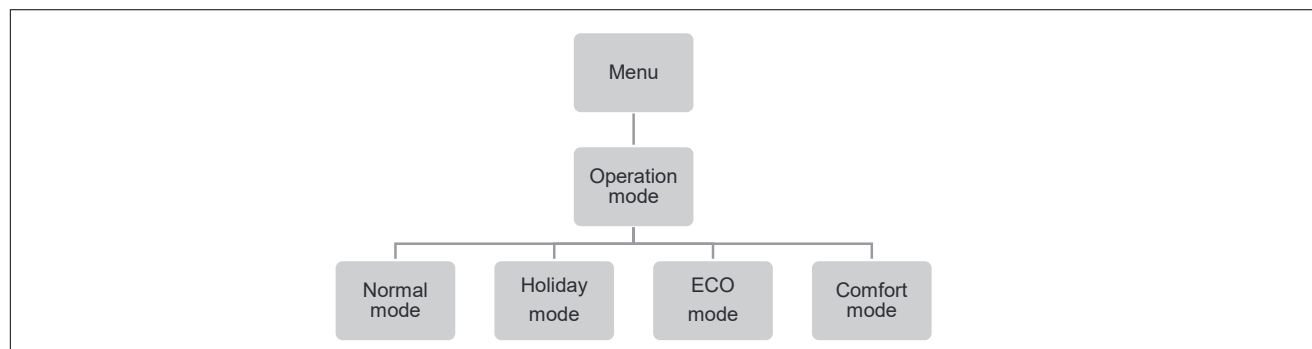 Menu
Operation
mode
Normal
mode
Holiday
mode
ECO
mode
Comfort
mode